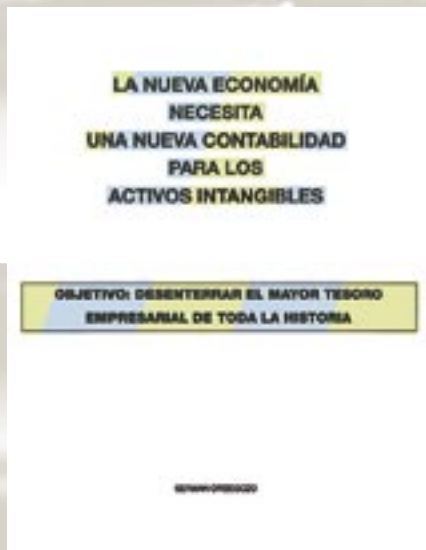 LA NUEVA ECONOMÍA
NECESITA
UNA NUEVA CONTABILIDAD
PARA LOS
ACTIVOS INTANGIBLES
OBJETIVO: DESENTERRAR EL MAYOR TESORO
EMPRESARIAL DE TODA LA HISTORIA